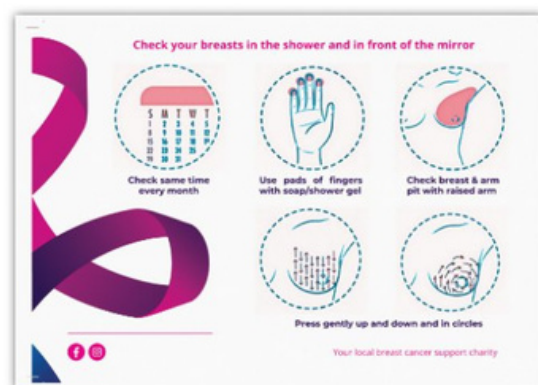 Check your breasts in the shower and in front of the mirror
S M T W T
Check same time
every month
Use pads of fingers
with soap/shower gel
Check breast & arm
pit with raised arm
Press gently up and down and in circles
Your local breast cancer support charity